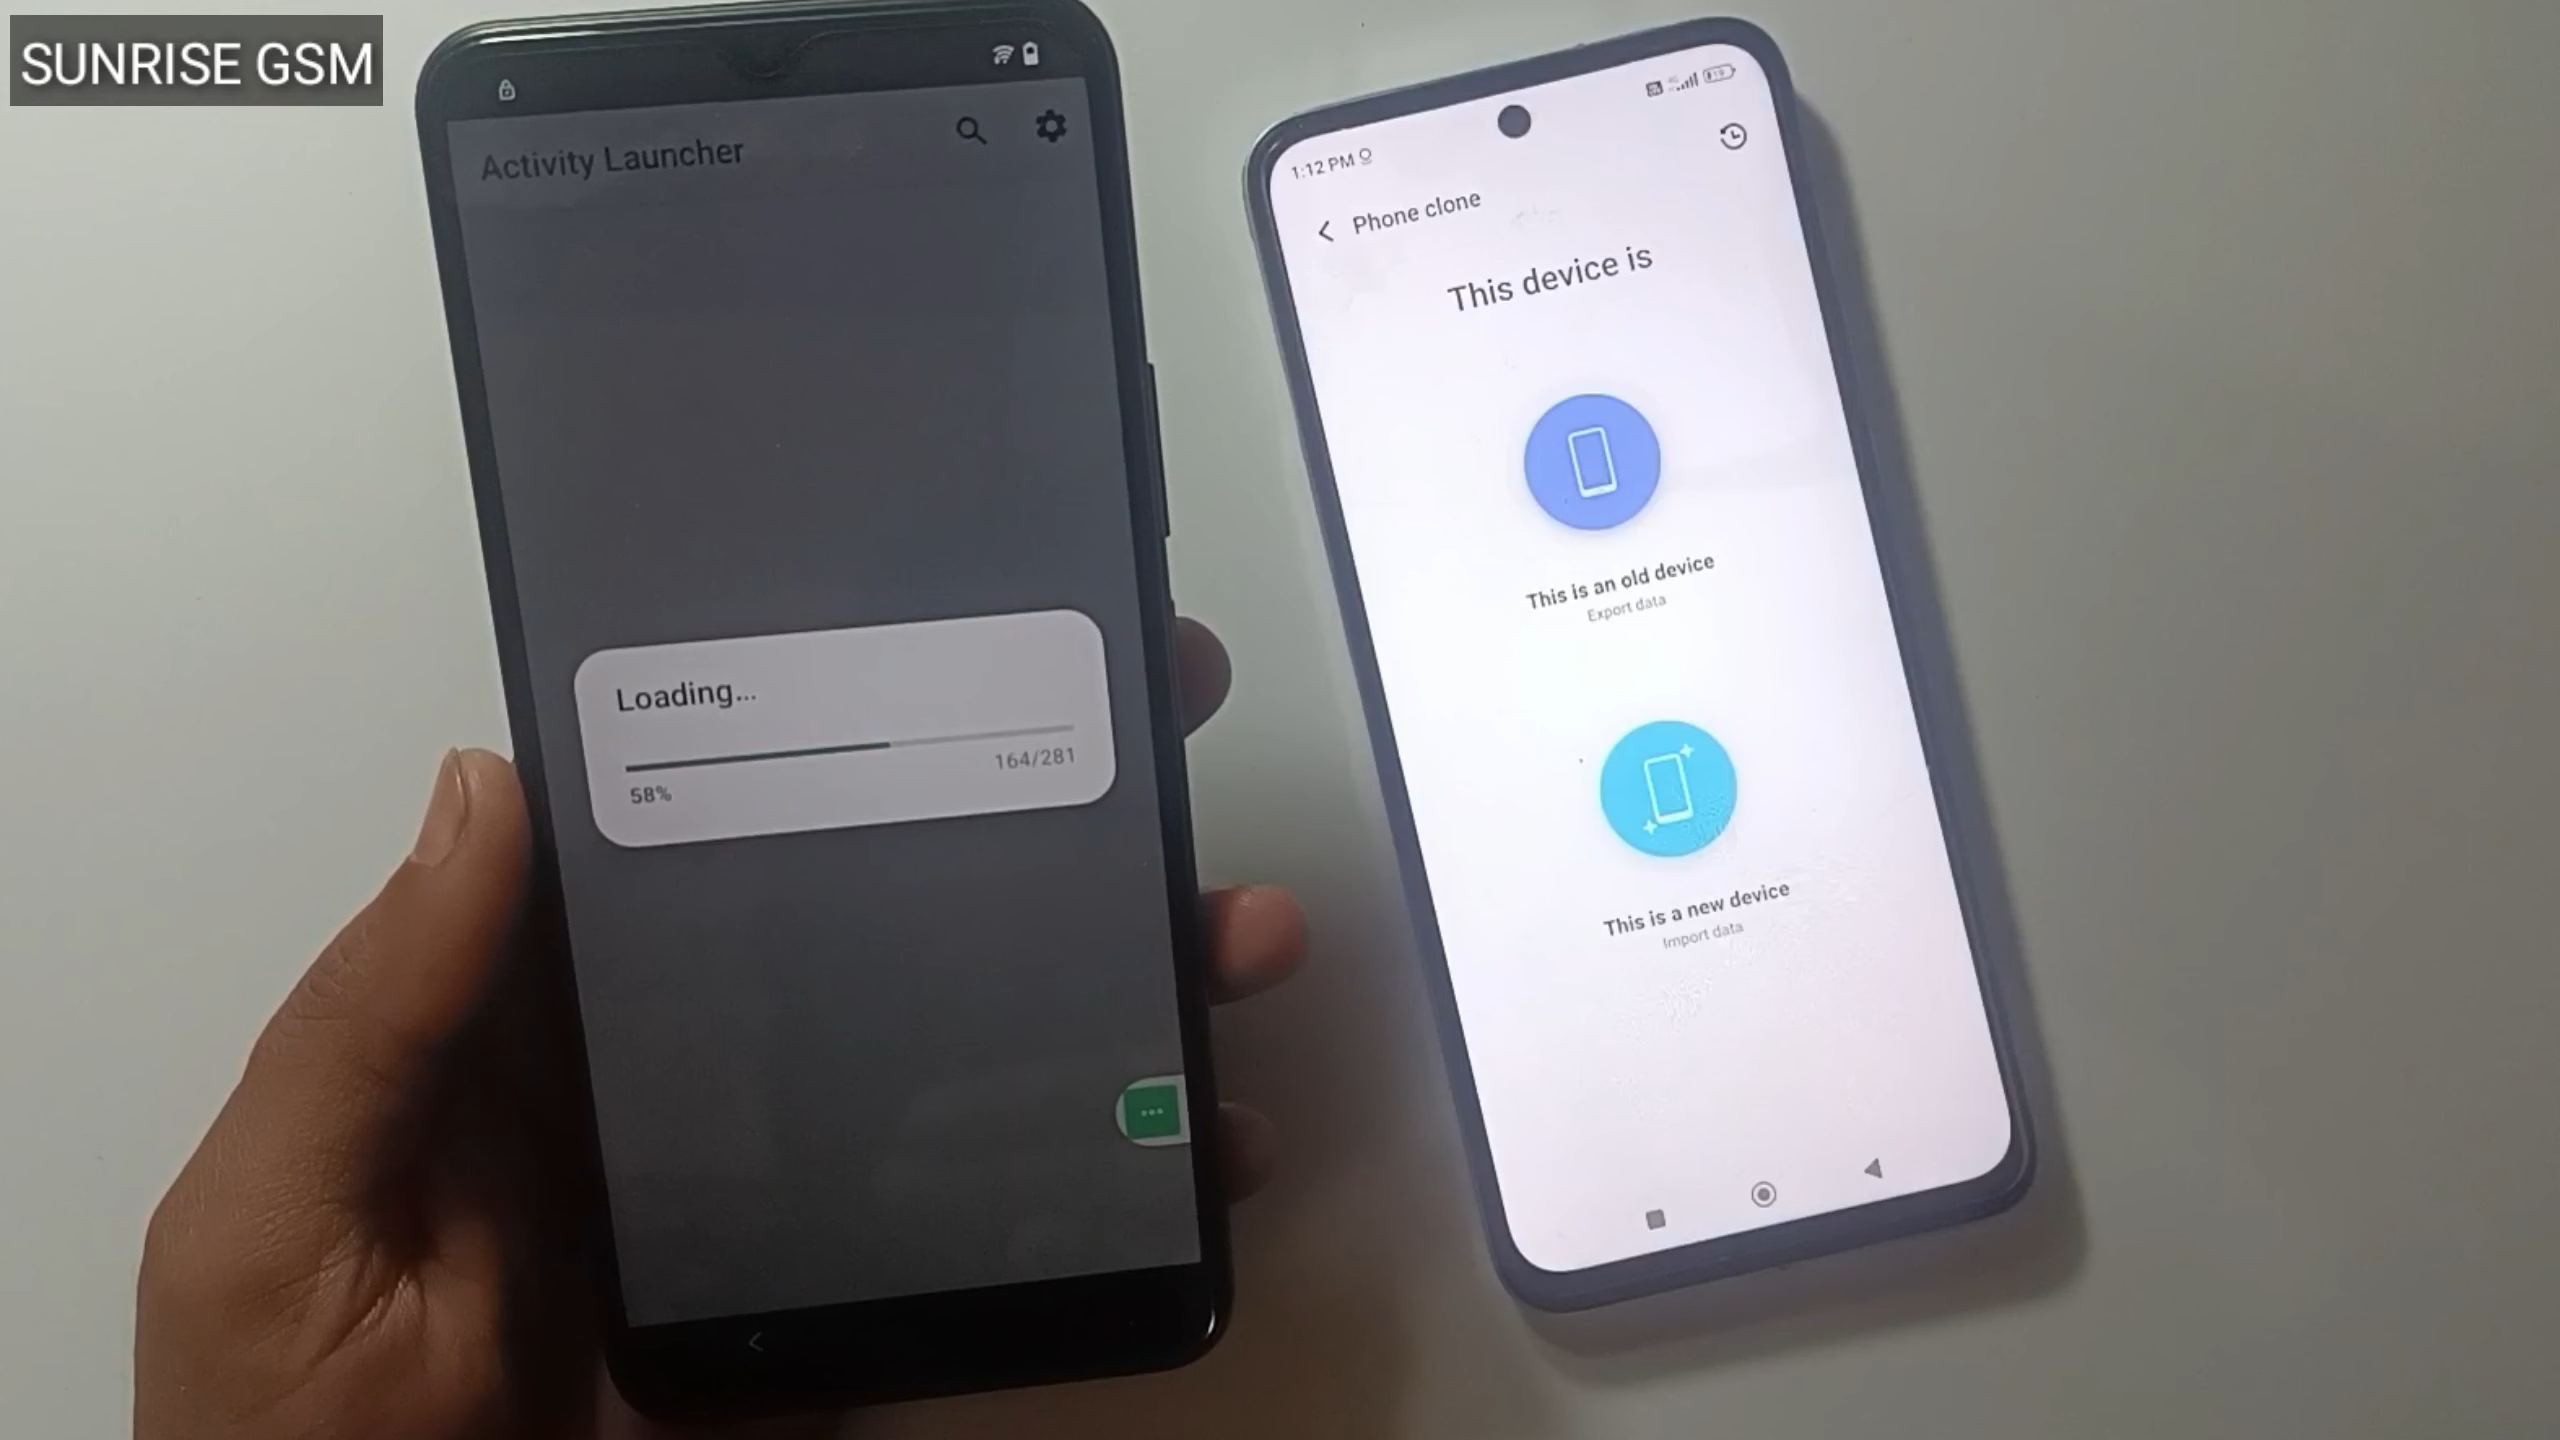 SUNRISE GSM
Activity Launcher
Loading...
164/281
58%
1:12 PM
Phone clone
This device is
This is an old device
Export data
This is a new device
Import data